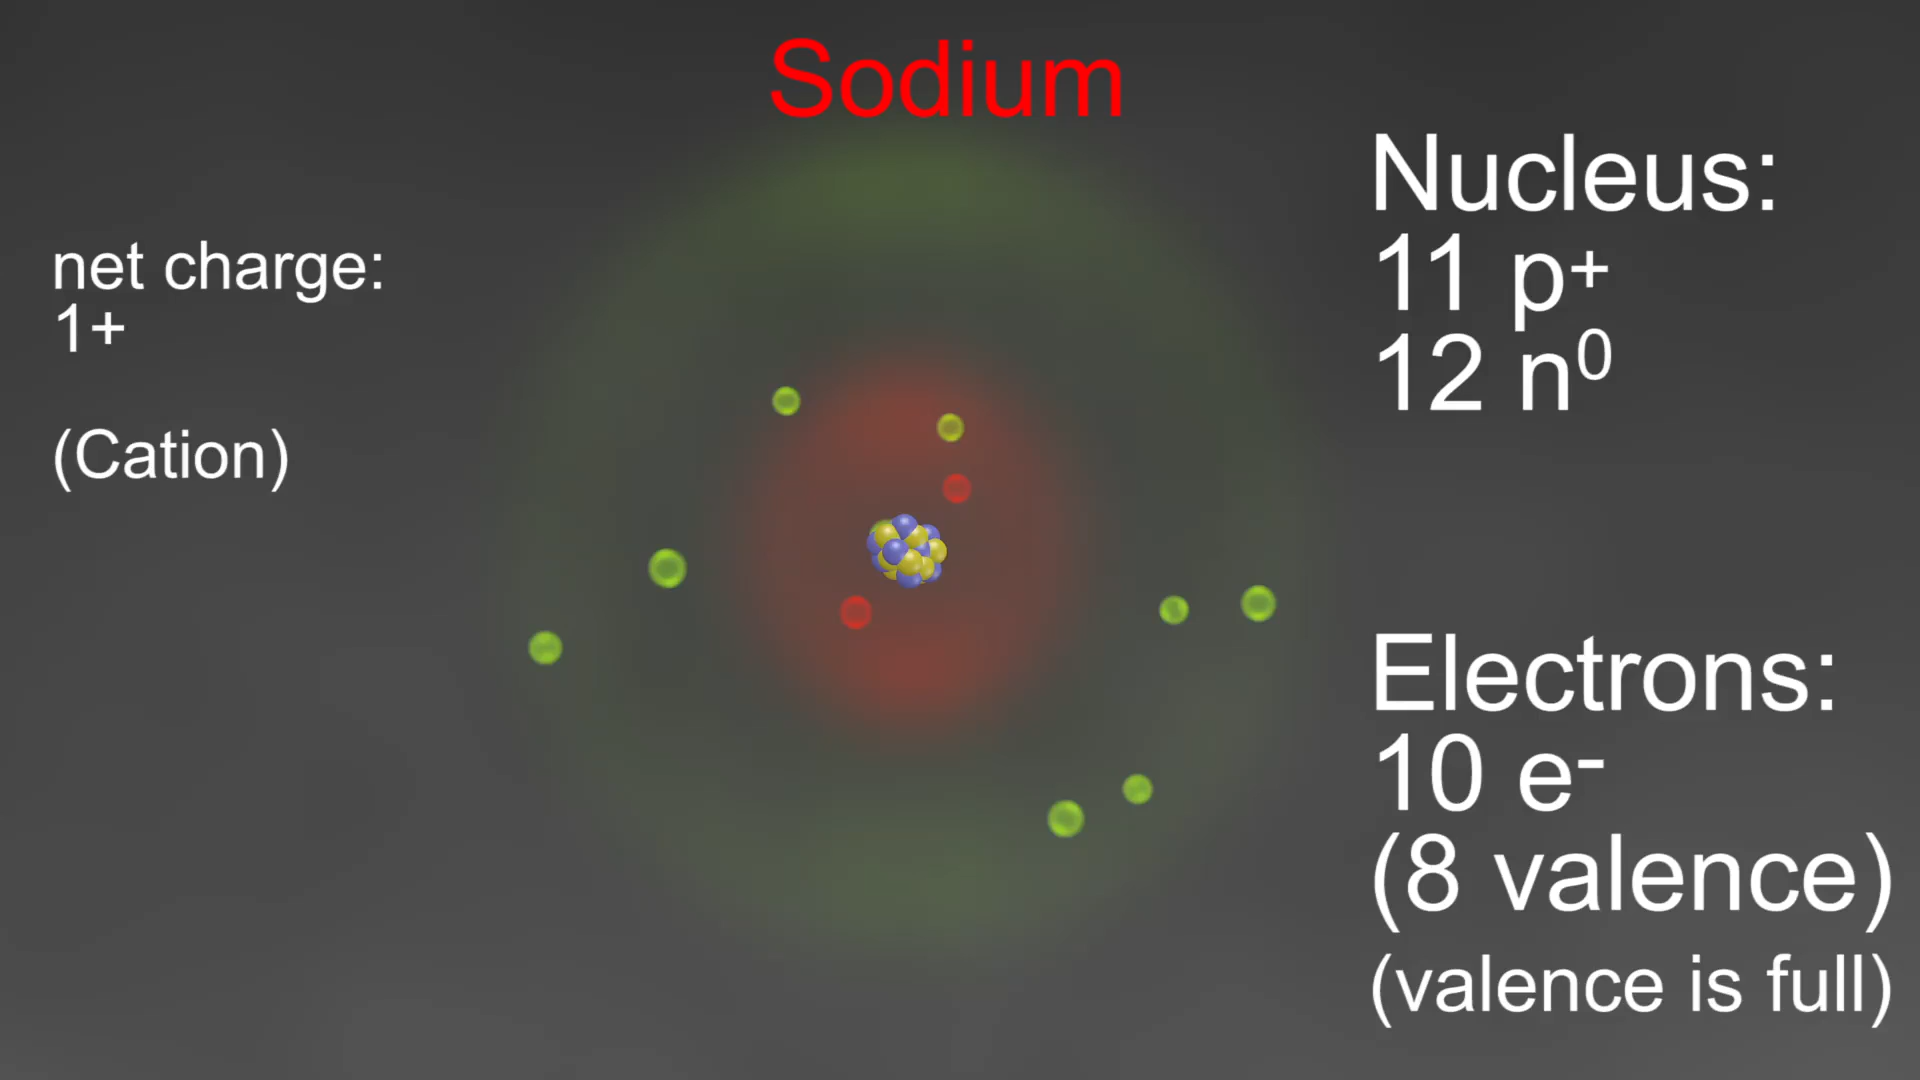 Sodium
net charge:
1+
(Cation)
Nucleus:
11 p⁺
12 n⁰
Electrons:
10 e⁻
(8 valence)
(valence is full)